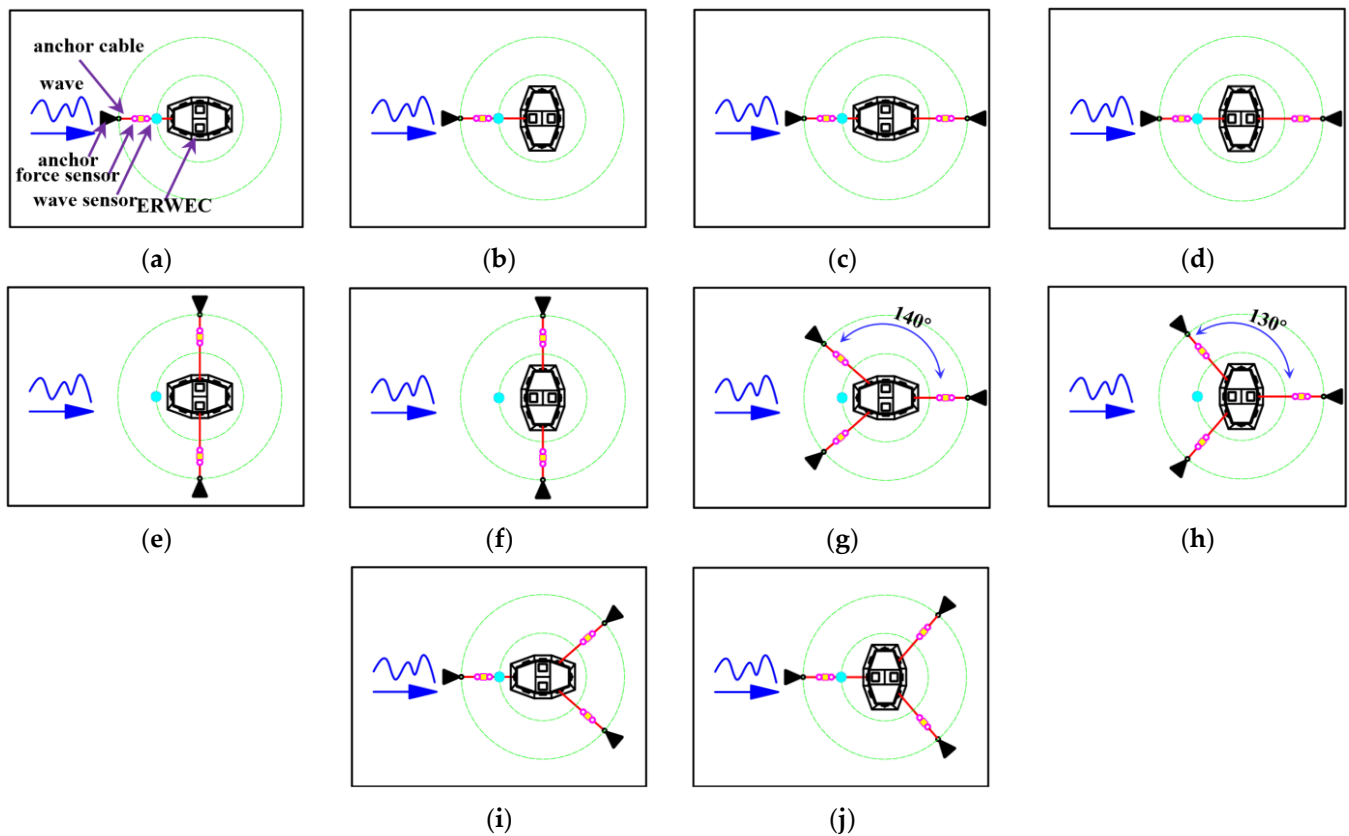 anchor cable
wave
anchor
force sensor
wave sensor
ERWEC
(a)
(b)
(c)
(d)
140°
130°
(e)
(f)
(g)
(h)
(i)
(j)